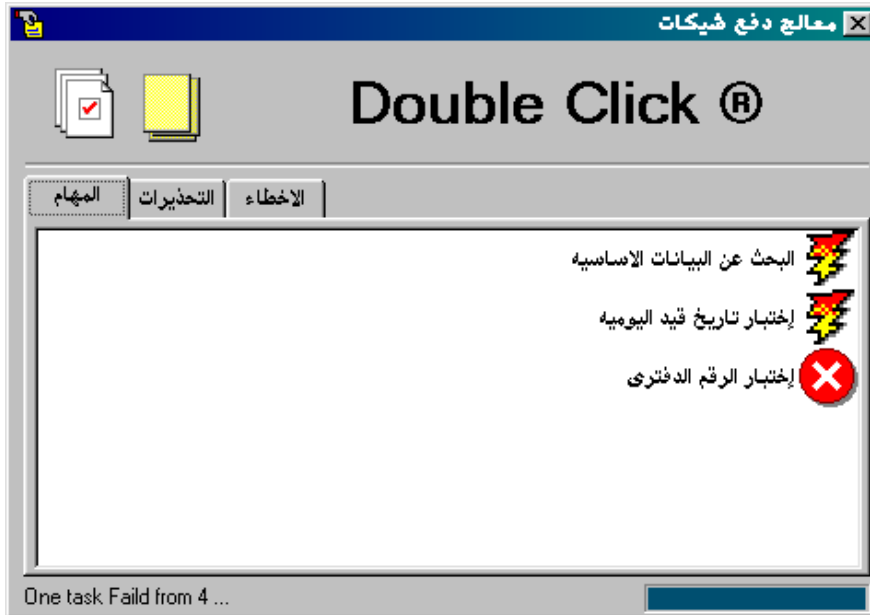 معالج دفع شيكات
Double Click ®
المهام
التحذيرات
الاخطاء
البحث عن البيانات الاساسيه
إختبار تاريخ قيد اليوميه
إختبار الرقم الدفترى
One task Faild from 4 ...